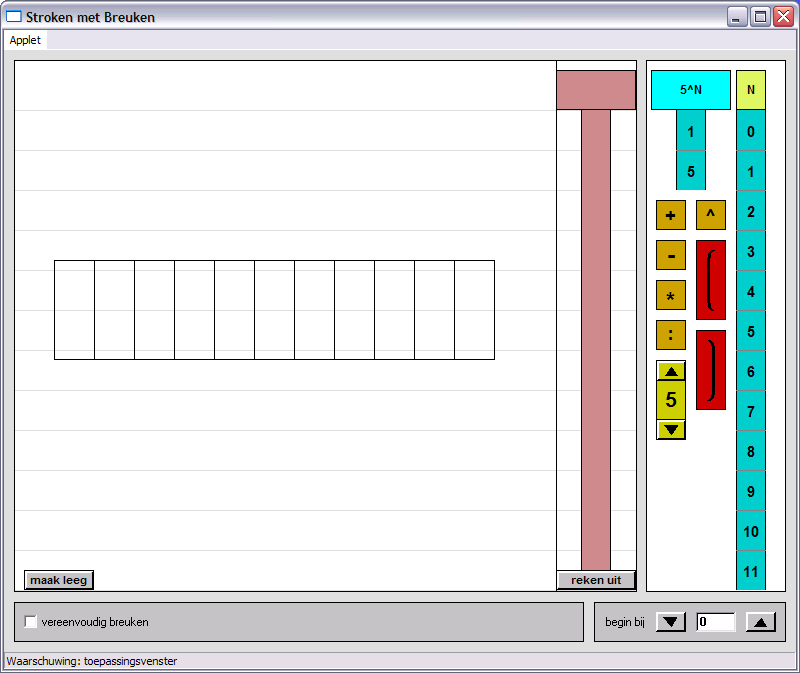 Stroken met Breuken
Applet
5^N
N
1
0
5
1
+
^
2
-
3
*
4
:
5
5
6
7
8
9
10
11
maak leeg
reken uit
vereenvoudig breuken
begin bij
0
Waarschuwing: toepassingsvenster